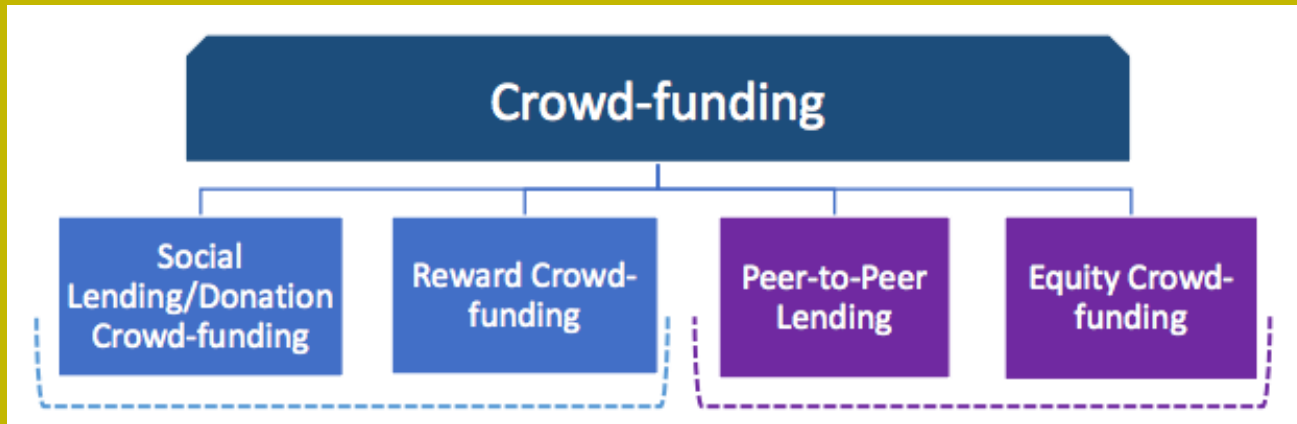 Crowd-funding
Social
Lending/Donation
Crowd-funding
Reward Crowd-
funding
Peer-to-Peer
Lending
Equity Crowd-
funding